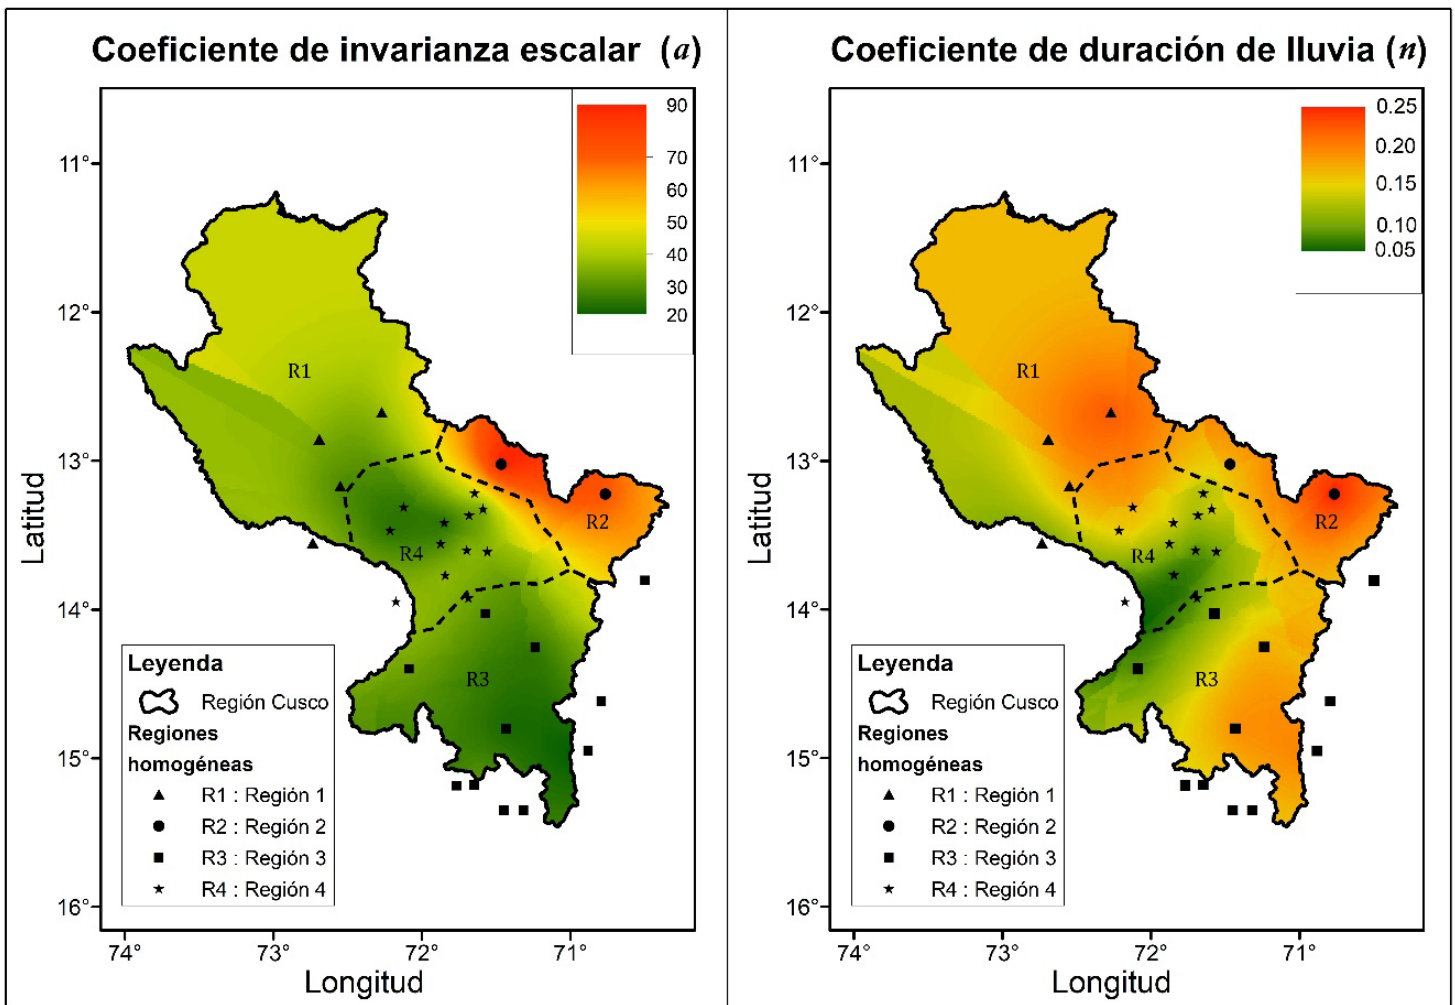 Coeficiente de invarianza escalar (a)
90
70
60
50
40
30
20
11°
12°
13°
14°
15°
16°
Latitud
R1
R2
R4
R3
Leyenda
Región Cusco
Regiones
homogéneas
R1 : Región 1
R2 : Región 2
R3 : Región 3
R4 : Región 4
74°
73°
72°
71°
Longitud
Coeficiente de duración de lluvia (n)
0.25
0.20
0.15
0.10
0.05
11°
12°
13°
14°
15°
16°
Latitud
R1
R2
R4
R3
Leyenda
Región Cusco
Regiones
homogéneas
R1 : Región 1
R2 : Región 2
R3 : Región 3
R4 : Región 4
74°
73°
72°
71°
Longitud